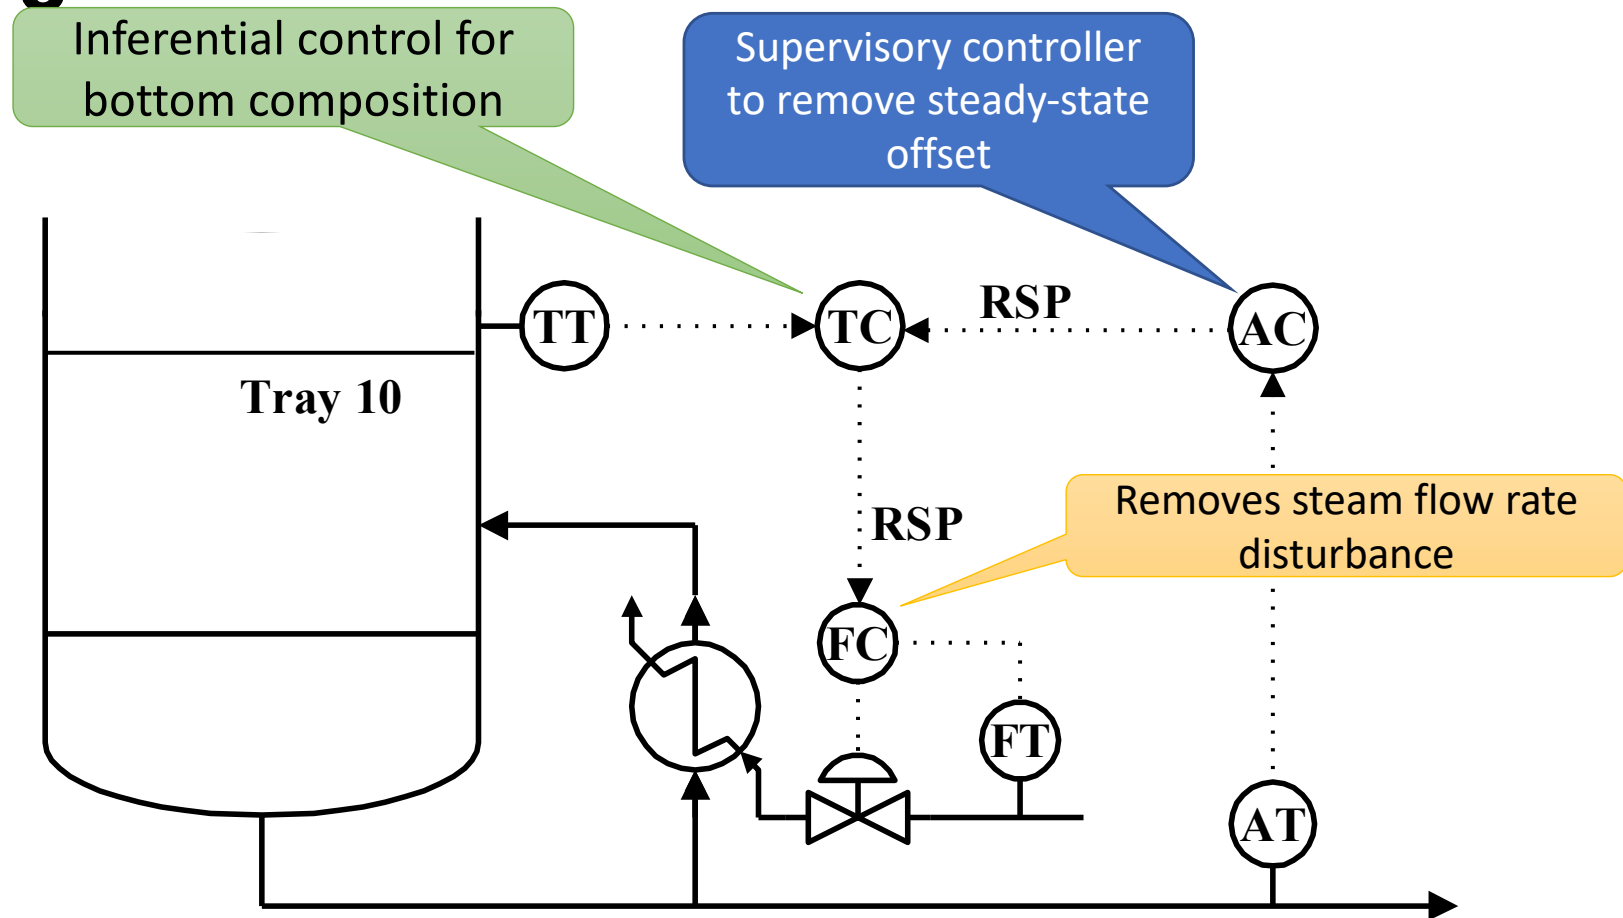 Inferential control for
bottom composition
Supervisory controller
to remove steady-state
offset
TT
TC
RSP
AC
Tray 10
RSP
Removes steam flow rate
disturbance
FC
FT
AT